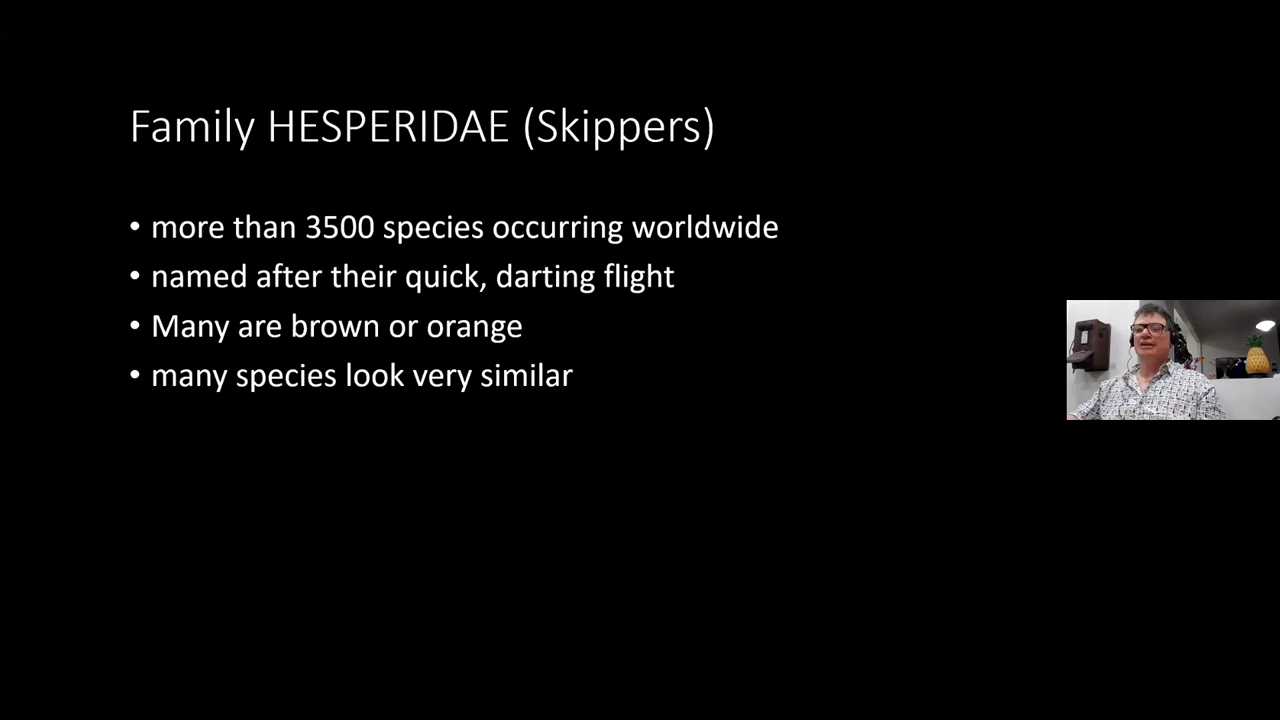 Family HESPERIDAE (Skippers)
• more than 3500 species occurring worldwide
• named after their quick, darting flight
• Many are brown or orange
• many species look very similar